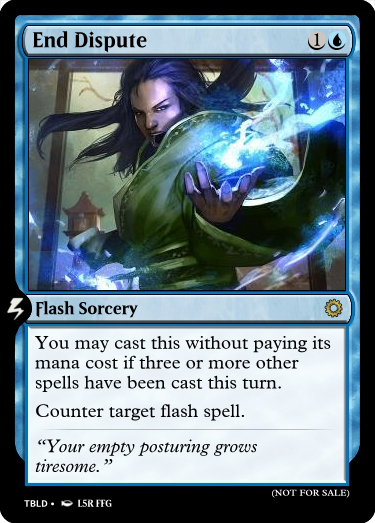 End Dispute 1
Flash Sorcery
You may cast this without paying its
mana cost if three or more other
spells have been cast this turn.
Counter target flash spell.
“Your empty posturing grows
tiresome.”
(NOT FOR SALE)
TBLD • L5R FFG